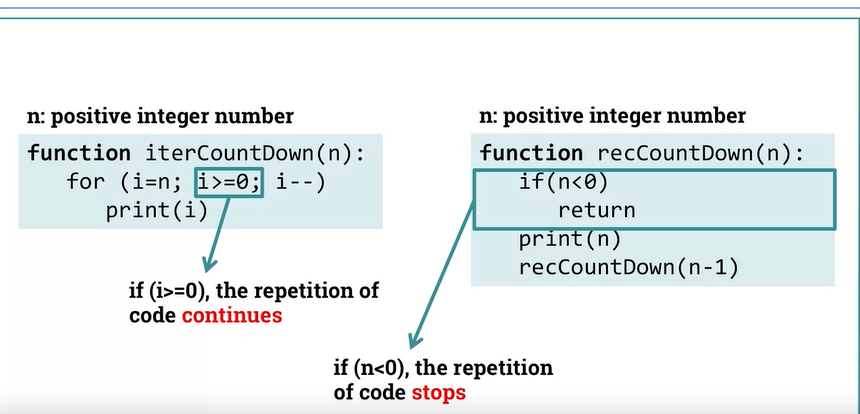 n: positive integer number
function iterCountDown(n):
for (i=n; i>=0; i--)
print(i)
if (i>=0), the repetition of
code continues
n: positive integer number
function recCountDown(n):
if(n<0)
return
print(n)
recCountDown(n-1)
if (n<0), the repetition
of code stops